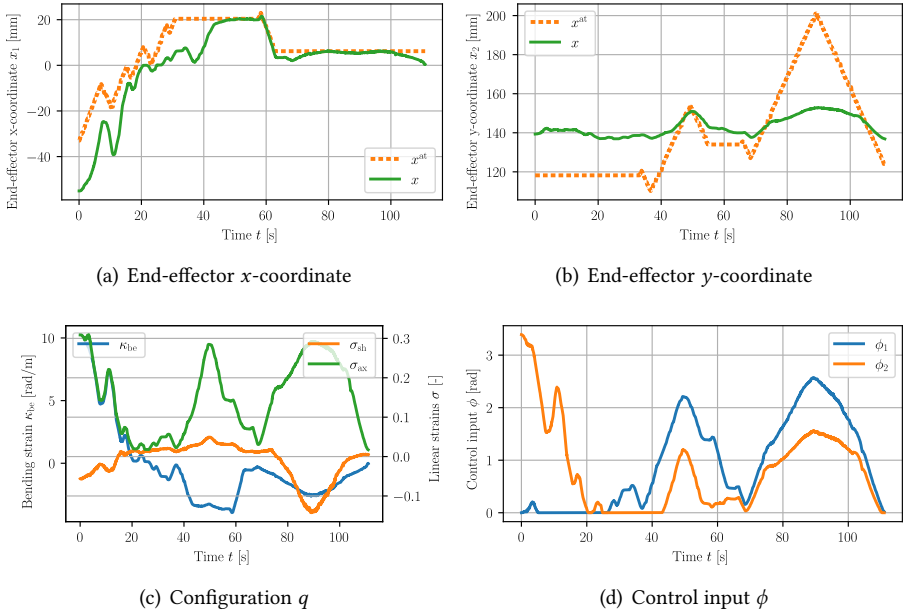 End-effector x-coordinate x₁ [mm]
20
0
−20
−40
xᵃᵗ
x
0 20 40 60 80 100
Time t [s]
(a) End-effector x-coordinate
End-effector y-coordinate x₂ [mm]
200
180
160
140
120
xᵃᵗ
x
0 20 40 60 80 100
Time t [s]
(b) End-effector y-coordinate
Bending strain κbe [rad/m]
10
5
0
κbe
σsh
σax
0.3
0.2
0.1
0.0
−0.1
Linear strains σ [-]
0 20 40 60 80 100
Time t [s]
(c) Configuration q
Control input ϕ [rad]
3
2
1
0
ϕ₁
ϕ₂
0 20 40 60 80 100
Time t [s]
(d) Control input ϕ